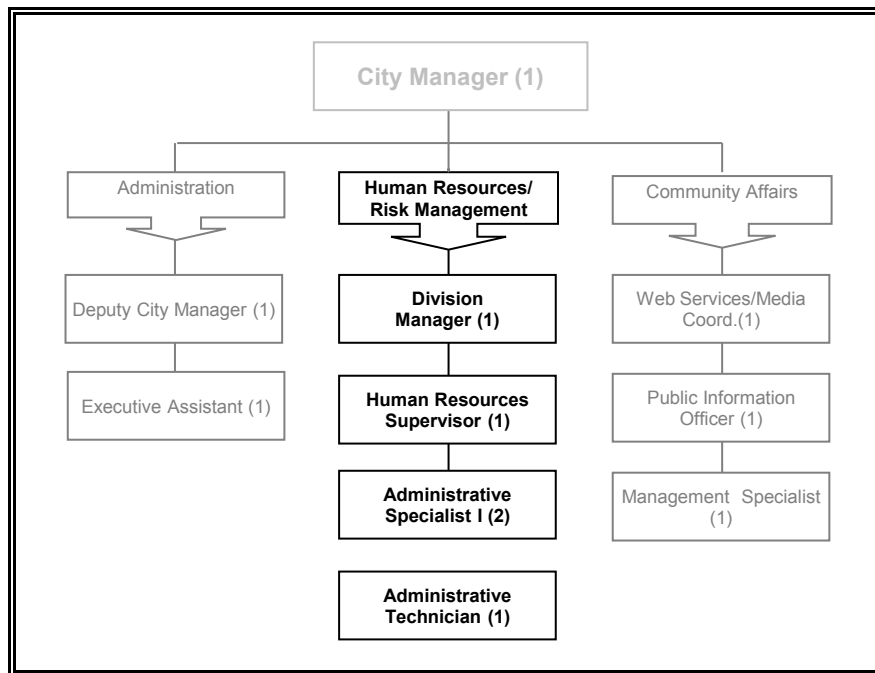 City Manager (1)
Administration
Human Resources/
Risk Management
Community Affairs
Deputy City Manager (1)
Division
Manager (1)
Web Services/Media
Coord.(1)
Executive Assistant (1)
Human Resources
Supervisor (1)
Public Information
Officer (1)
Administrative
Specialist I (2)
Management Specialist
(1)
Administrative
Technician (1)